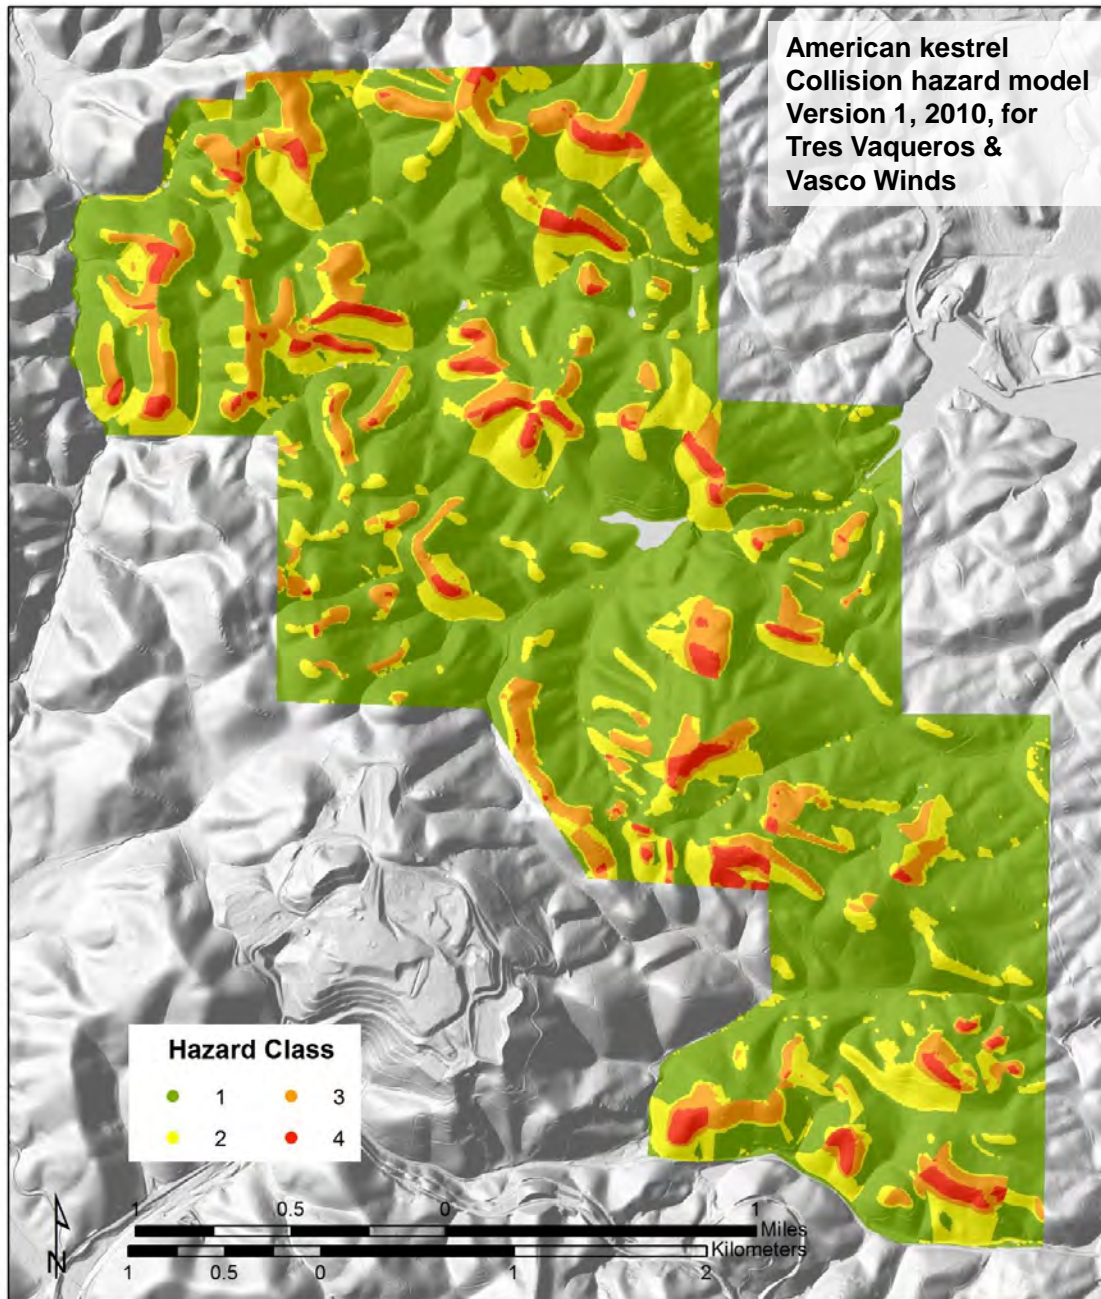 American kestrel
Collision hazard model
Version 1, 2010, for
Tres Vaqueros &
Vasco Winds
Hazard Class
1 3
2 4
N
1 0.5 0 1
Miles
Kilometers
1 0.5 0 1 2